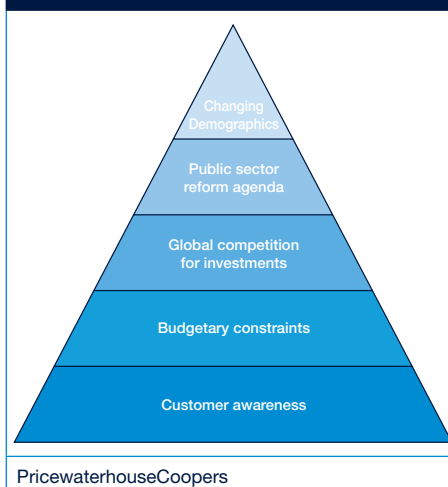 Changing
Demographics
Public sector
reform agenda
Global competition
for investments
Budgetary constraints
Customer awareness
PricewaterhouseCoopers